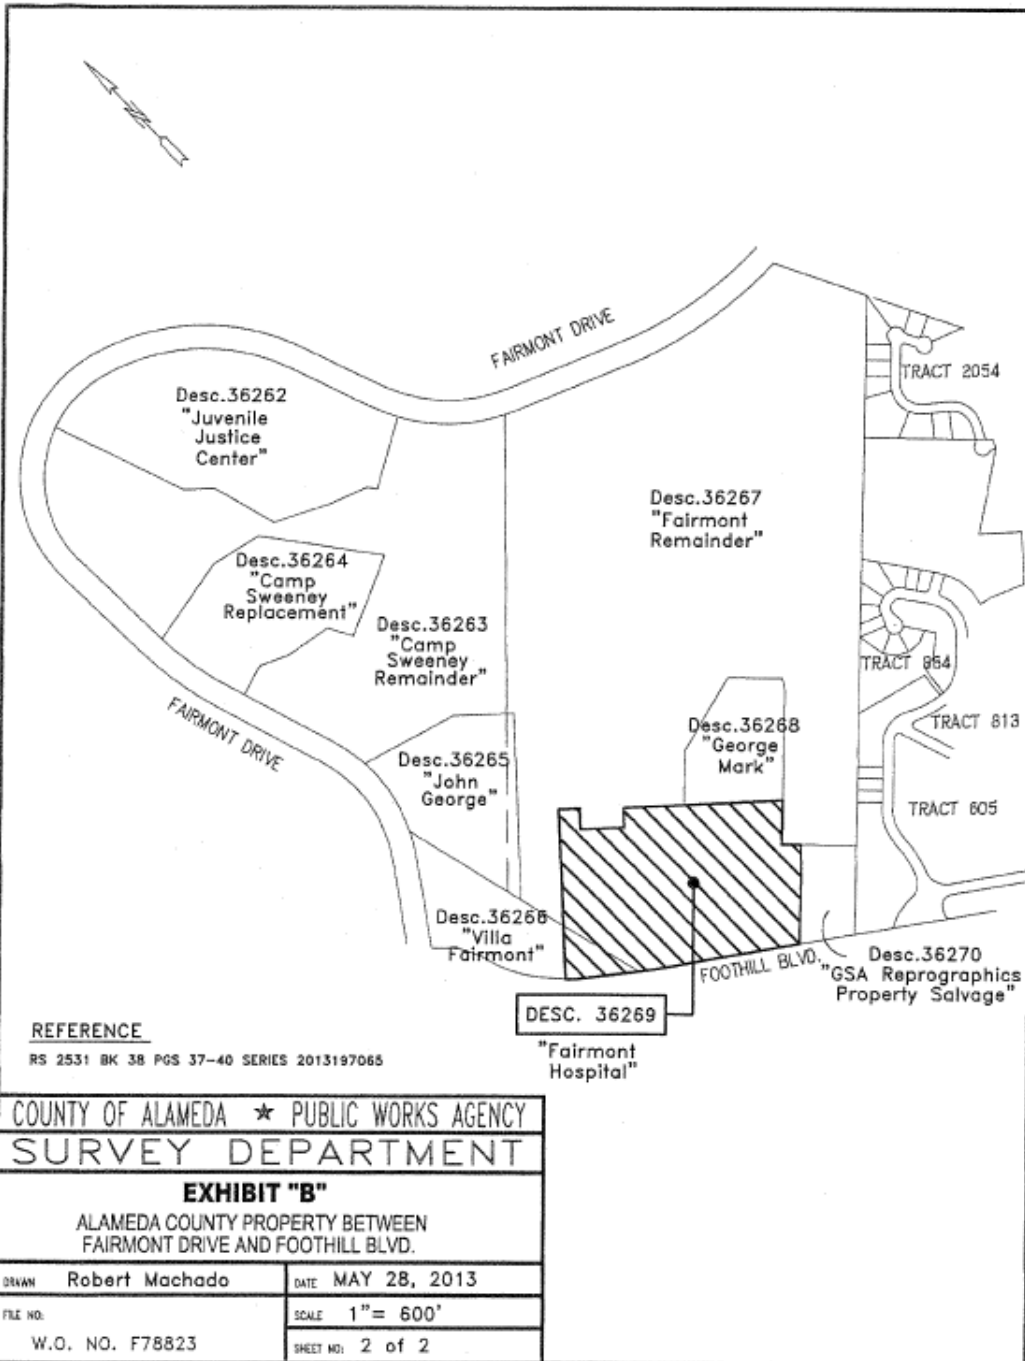 N
FAIRMONT DRIVE
TRACT 2054
Desc.36262
"Juvenile
Justice
Center"
Desc.36267
"Fairmont
Remainder"
Desc.36264
"Camp
Sweeney
Replacement"
Desc.36263
"Camp
Sweeney
Remainder"
TRACT 864
FAIRMONT DRIVE
Desc.36268
"George
Mark"
TRACT 813
Desc.36265
"John
George"
TRACT 605
Desc.36266
"Villa
Fairmont"
FOOTHILL BLVD.
Desc.36270
"GSA Reprographics
Property Salvage"
DESC. 36269
"Fairmont
Hospital"
REFERENCE
RS 2531 BK 38 PGS 37-40 SERIES 2013197065
COUNTY OF ALAMEDA ★ PUBLIC WORKS AGENCY
SURVEY DEPARTMENT
EXHIBIT "B"
ALAMEDA COUNTY PROPERTY BETWEEN
FAIRMONT DRIVE AND FOOTHILL BLVD.
DRAWN Robert Machado
DATE MAY 28, 2013
FILE NO:
W.O. NO. F78823
SCALE 1"= 600'
SHEET NO: 2 of 2